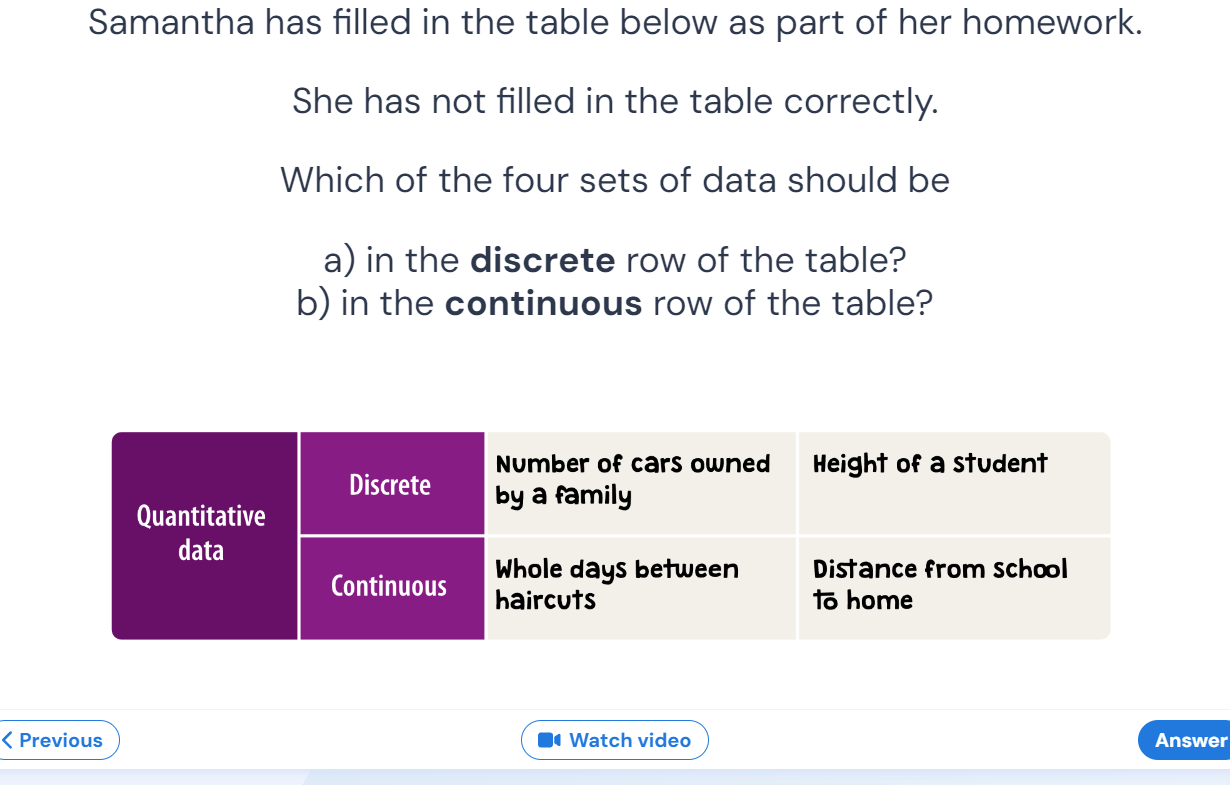 Samantha has filled in the table below as part of her homework.
She has not filled in the table correctly.
Which of the four sets of data should be
a) in the discrete row of the table?
b) in the continuous row of the table?
Quantitative
data
Discrete
Number of cars owned
by a family
Height of a student
Continuous
Whole days between
haircuts
Distance from school
to home
Previous
Watch video
Answer